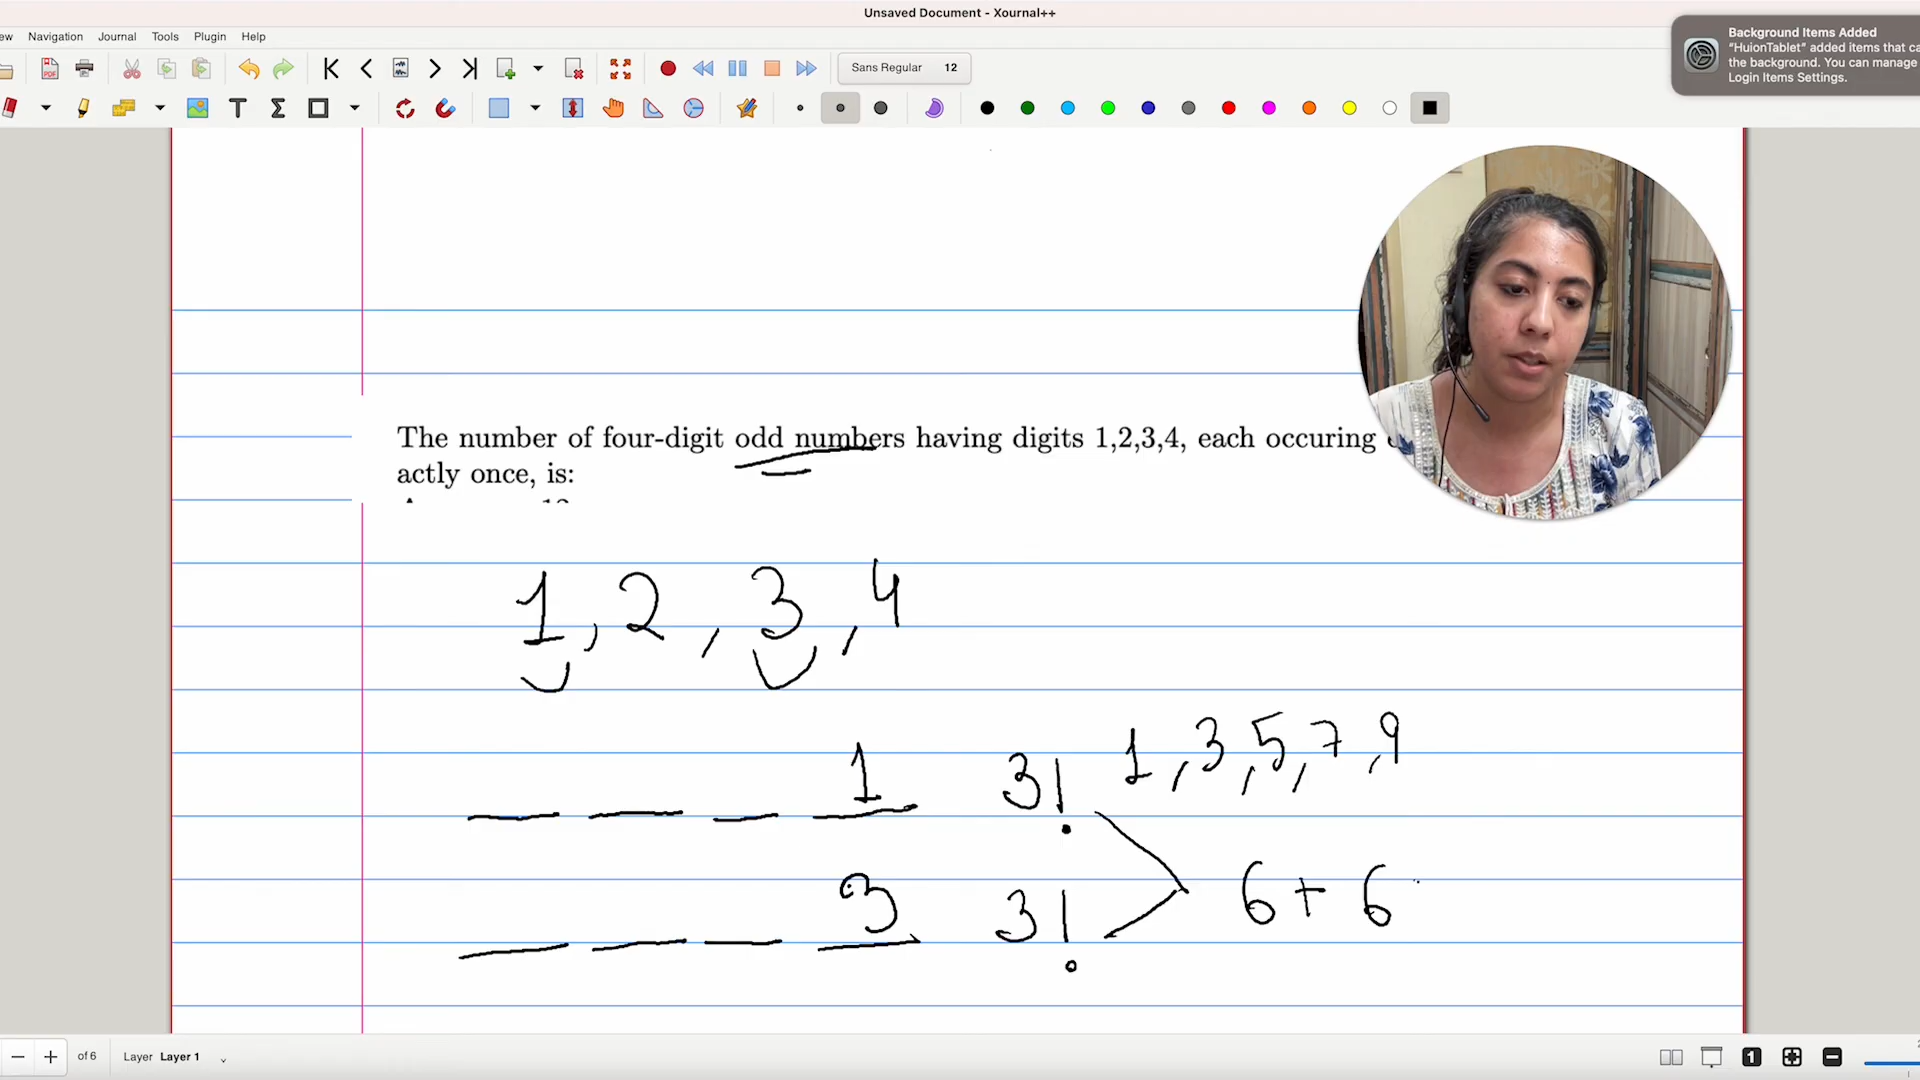 Unsaved Document - Xournal++
ew Navigation Journal Tools Plugin Help
Background Items Added
"HuionTablet" added items that ca
the background. You can manage
Login Items Settings.
Sans Regular 12
The number of four-digit odd numbers having digits 1,2,3,4, each occuring
actly once, is:
1, 2, 3, 4
1 3! 1, 3, 5, 7, 9
3 3! 6 + 6
of 6 Layer Layer 1